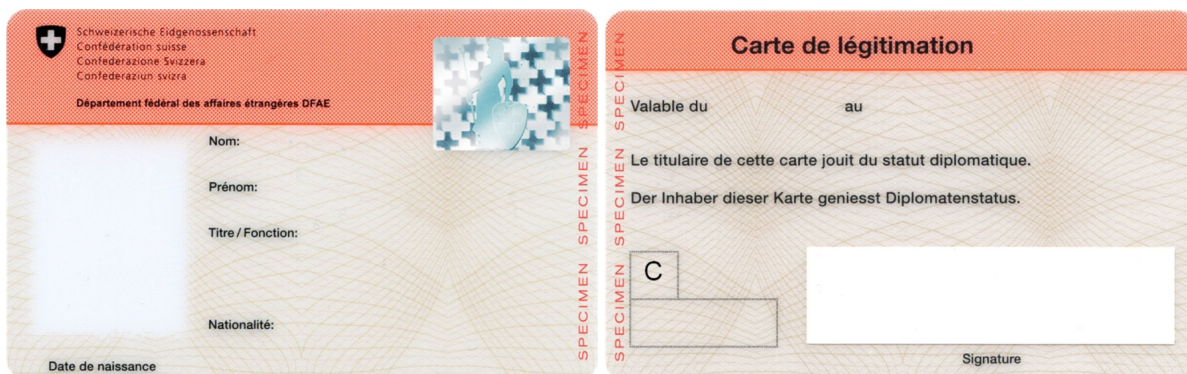 Schweizerische Eidgenossenschaft
Confédération suisse
Confederazione Svizzera
Confederaziun svizra
Département fédéral des affaires étrangères DFAE
Nom:
Prénom:
Titre / Fonction:
Nationalité:
Date de naissance
SPECIMEN SPECIMEN SPECIMEN
SPECIMEN SPECIMEN SPECIMEN
Carte de légitimation
Valable du au
Le titulaire de cette carte jouit du statut diplomatique.
Der Inhaber dieser Karte geniesst Diplomatenstatus.
C
Signature